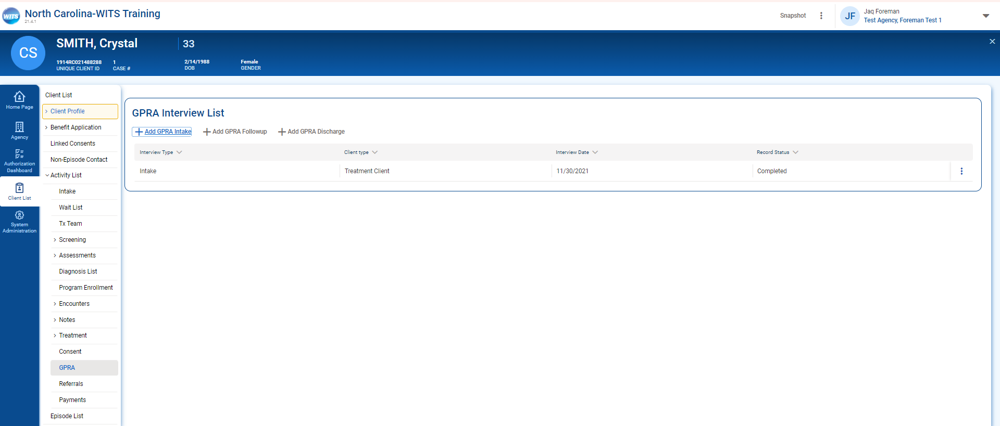 WITS
North Carolina-WITS Training
21.4.1
Snapshot
JF
Jaq Foreman
Test Agency, Foreman Test 1
CS
SMITH, Crystal
33
1914RC021488288
UNIQUE CLIENT ID
1
CASE #
2/14/1988
DOB
Female
GENDER
Home Page
Agency
Authorization
Dashboard
Client List
System
Administration
Client List
Client Profile
Benefit Application
Linked Consents
Non-Episode Contact
Activity List
Intake
Wait List
Tx Team
Screening
Assessments
Diagnosis List
Program Enrollment
Encounters
Notes
Treatment
Consent
GPRA
Referrals
Payments
Episode List
GPRA Interview List
Add GPRA Intake Add GPRA Followup Add GPRA Discharge
Interview Type Client type Interview Date Record Status
Intake Treatment Client 11/30/2021 Completed